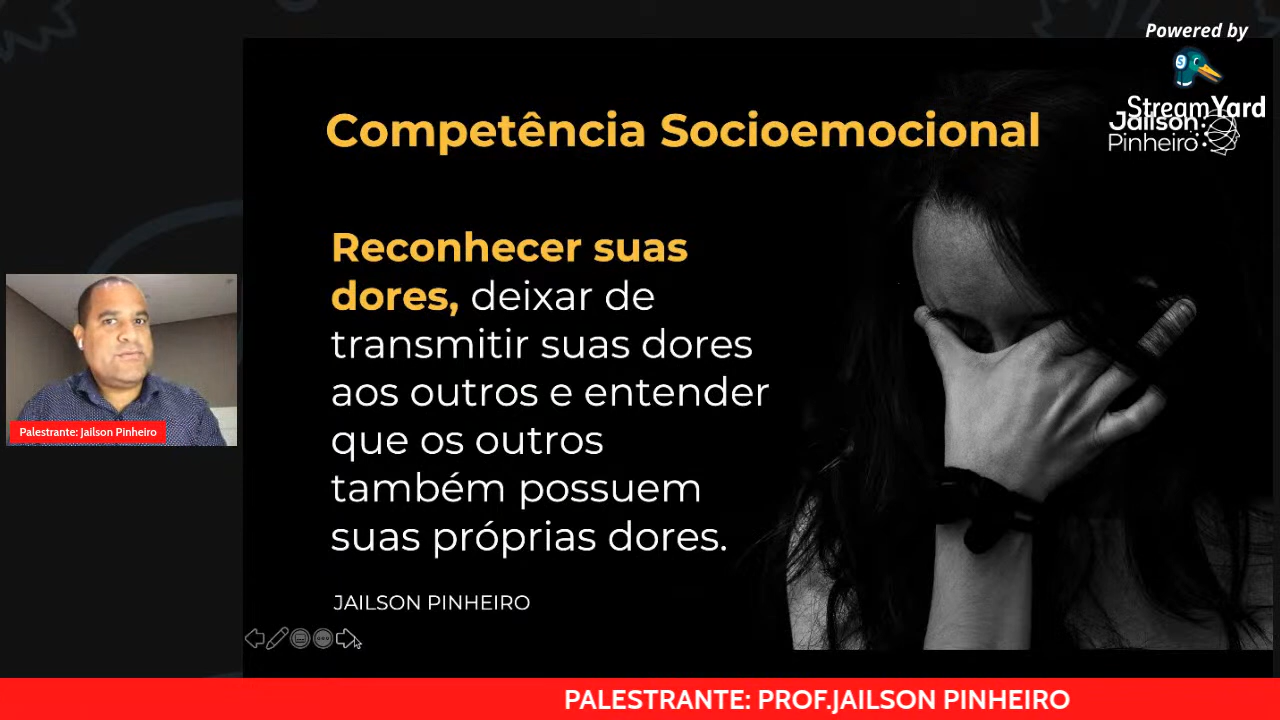 Powered by
StreamYard
Jailson
Pinheiro
Competência Socioemocional
Reconhecer suas
dores, deixar de
transmitir suas dores
aos outros e entender
que os outros
também possuem
suas próprias dores.
JAILSON PINHEIRO
Palestrante: Jailson Pinheiro
PALESTRANTE: PROF.JAILSON PINHEIRO